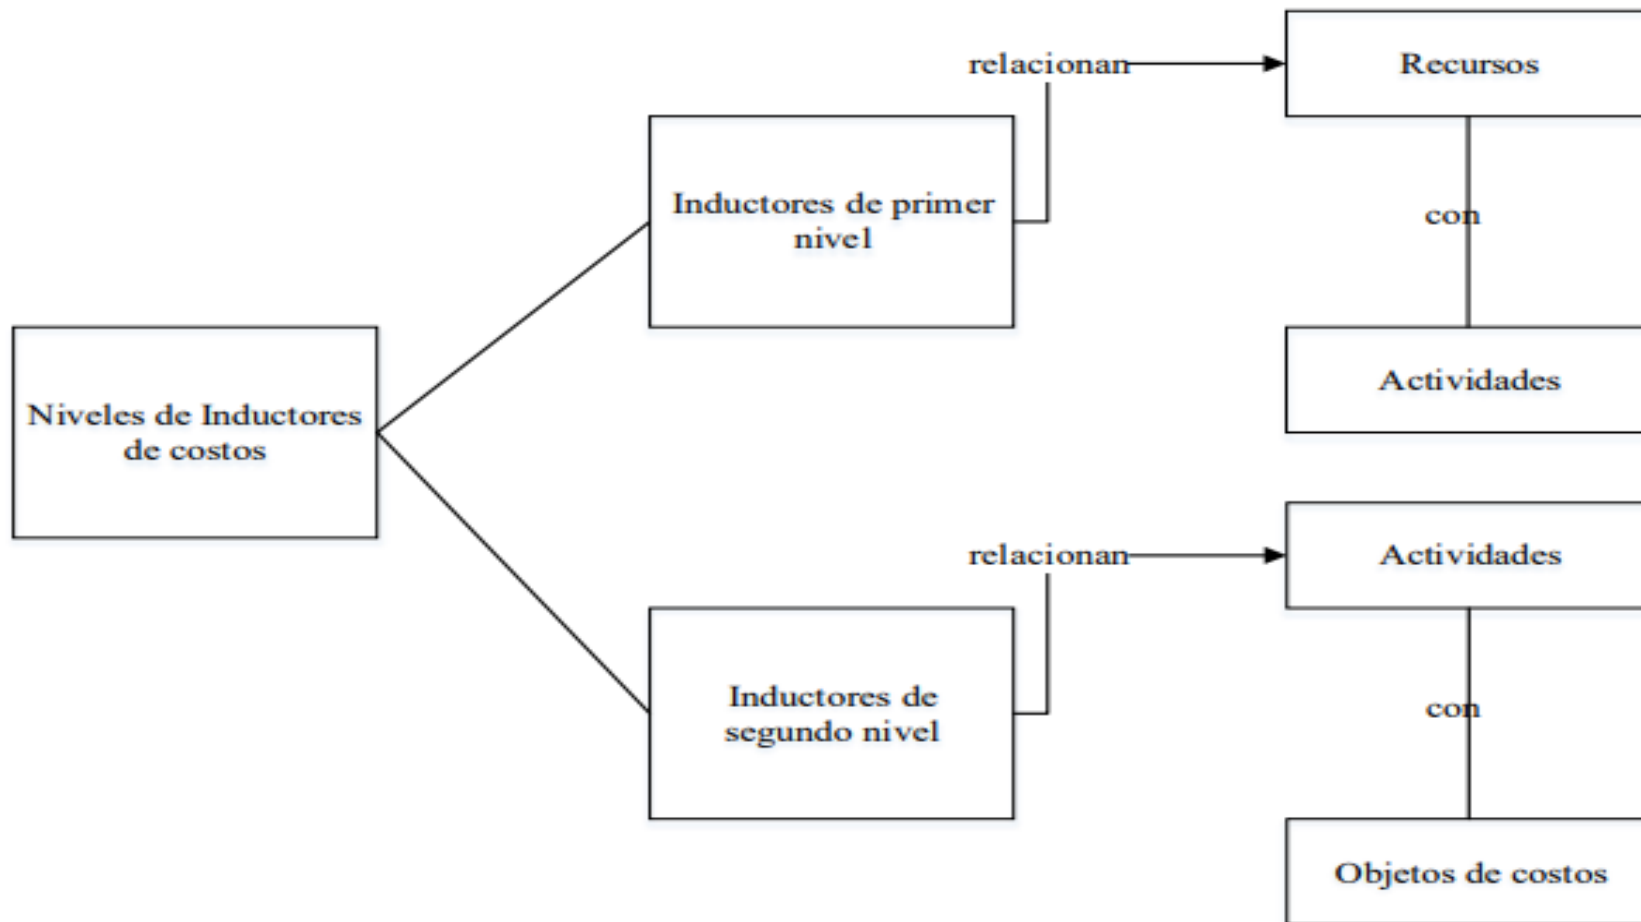 Niveles de Inductores
de costos
Inductores de primer
nivel
relacionan
Recursos
con
Actividades
Inductores de
segundo nivel
relacionan
Actividades
con
Objetos de costos